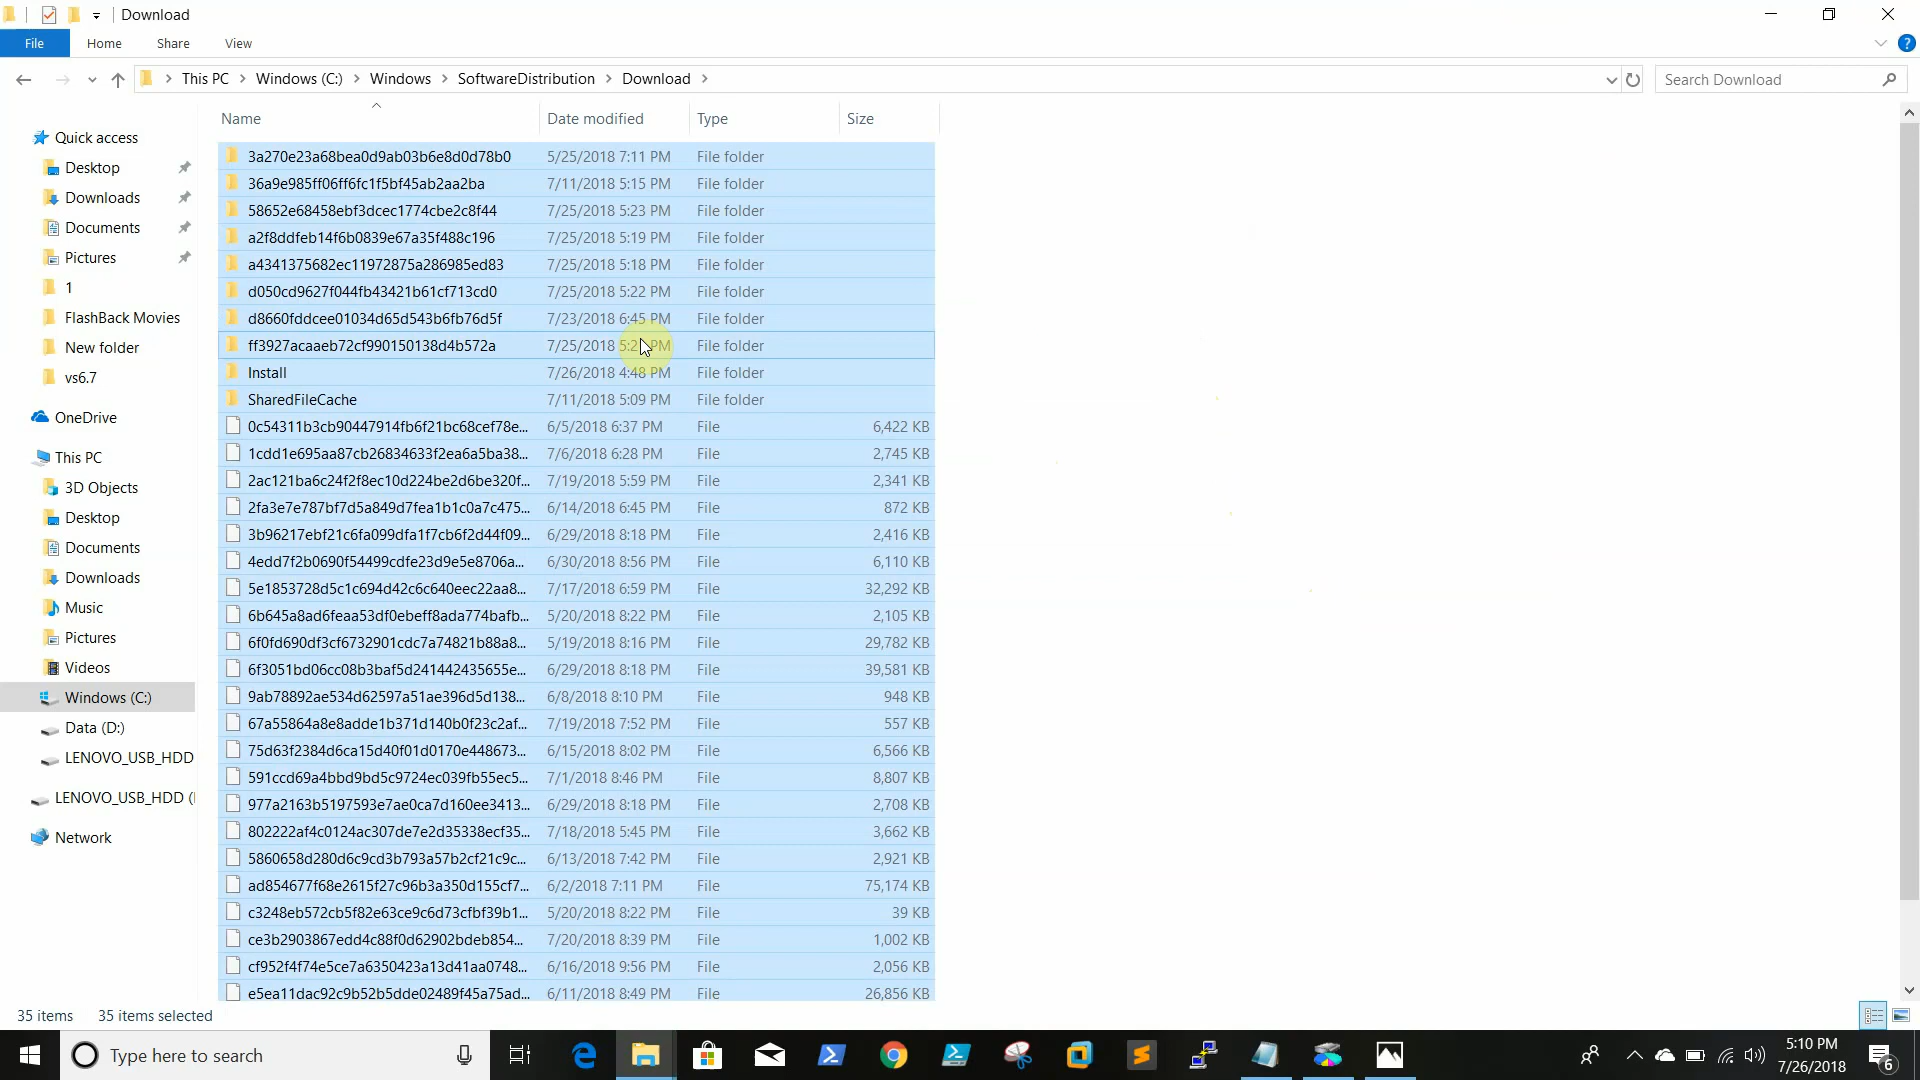 Download
File Home Share View
This PC Windows (C:) Windows SoftwareDistribution Download
Search Download
Name Date modified Type Size
Quick access
Desktop
Downloads
Documents
Pictures
1
FlashBack Movies
New folder
vs6.7
OneDrive
This PC
3D Objects
Desktop
Documents
Downloads
Music
Pictures
Videos
Windows (C:)
Data (D:)
LENOVO_USB_HDD
LENOVO_USB_HDD (
Network
3a270e23a68bea0d9ab03b6e8d0d78b0 5/25/2018 7:11 PM File folder
36a9e985ff06ff6fc1f5bf45ab2aa2ba 7/11/2018 5:15 PM File folder
58652e68458ebf3dcec1774cbe2c8f44 7/25/2018 5:23 PM File folder
a2f8ddfeb14f6b0839e67a35f488c196 7/25/2018 5:19 PM File folder
a4341375682ec11972875a286985ed83 7/25/2018 5:18 PM File folder
d050cd9627f044fb43421b61cf713cd0 7/25/2018 5:22 PM File folder
d8660fddcee01034d65d543b6fb76d5f 7/23/2018 6:45 PM File folder
ff3927acaaeb72cf990150138d4b572a 7/25/2018 PM File folder
Install 7/26/2018 4:48 PM File folder
SharedFileCache 7/11/2018 5:09 PM File folder
0c54311b3cb90447914fb6f21bc68cef78e... 6/5/2018 6:37 PM File 6,422 KB
1cdd1e695aa87cb26834633f2ea6a5ba38... 7/6/2018 6:28 PM File 2,745 KB
2ac121ba6c24f2f8ec10d224be2d6be320f... 7/19/2018 5:59 PM File 2,341 KB
2fa3e7e787bf7d5a849d7fea1b1c0a7c475... 6/14/2018 6:45 PM File 872 KB
3b96217ebf21c6fa099dfa1f7cb6f2d44f09... 6/29/2018 8:18 PM File 2,416 KB
4edd7f2b0690f54499cdfe23d9e5e8706a... 6/30/2018 8:56 PM File 6,110 KB
5e1853728d5c1c694d42c6c640eec22aa8... 7/17/2018 6:59 PM File 32,292 KB
6b645a8ad6feaa53df0ebeff8ada774bafb... 5/20/2018 8:22 PM File 2,105 KB
6f0fd690df3cf6732901cdc7a74821b88a8... 5/19/2018 8:16 PM File 29,782 KB
6f3051bd06cc08b3baf5d241442435655e... 6/29/2018 8:18 PM File 39,581 KB
9ab78892ae534d62597a51ae396d5d138... 6/8/2018 8:10 PM File 948 KB
67a55864a8e8adde1b371d140b0f23c2af... 7/19/2018 7:52 PM File 557 KB
75d63f2384d6ca15d40f01d0170e448673... 6/15/2018 8:02 PM File 6,566 KB
591ccd69a4bbd9bd5c9724ec039fb55ec5... 7/1/2018 8:46 PM File 8,807 KB
977a2163b5197593e7ae0ca7d160ee3413... 6/29/2018 8:18 PM File 2,708 KB
802222af4c0124ac307de7e2d35338ecf35... 7/18/2018 5:45 PM File 3,662 KB
5860658d280d6c9cd3b793a57b2cf21c9c... 6/13/2018 7:42 PM File 2,921 KB
ad854677f68e2615f27c96b3a350d155cf7... 6/2/2018 7:11 PM File 75,174 KB
c3248eb572cb5f82e63ce9c6d73cfbf39b1... 5/20/2018 8:22 PM File 39 KB
ce3b2903867edd4c88f0d62902bdeb854... 7/20/2018 8:39 PM File 1,002 KB
cf952f4f74e5ce7a6350423a13d41aa0748... 6/16/2018 9:56 PM File 2,056 KB
e5ea11dac92c9b52b5dde02489f45a75ad... 6/11/2018 8:49 PM File 26,856 KB
35 items 35 items selected
Type here to search
5:10 PM
7/26/2018
6